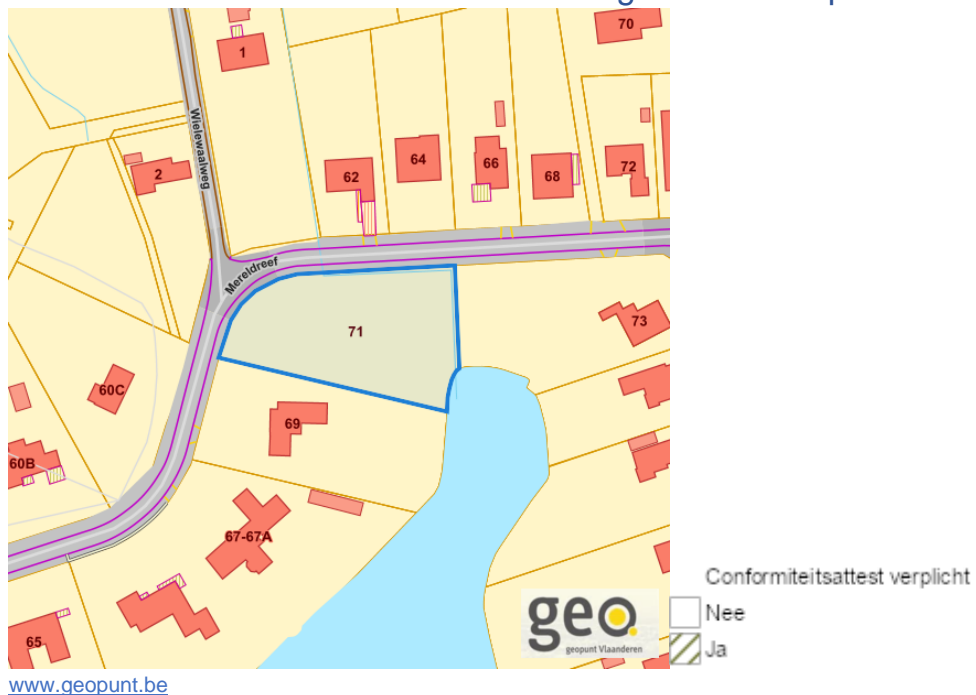 70
1
Wielewaalweg
2
62
64
66
68
72
Mereldreef
71
73
60C
69
60B
67-67A
65
geo.
geopunt Vlaanderen
Conformiteitsattest verplicht
Nee
Ja
www.geopunt.be